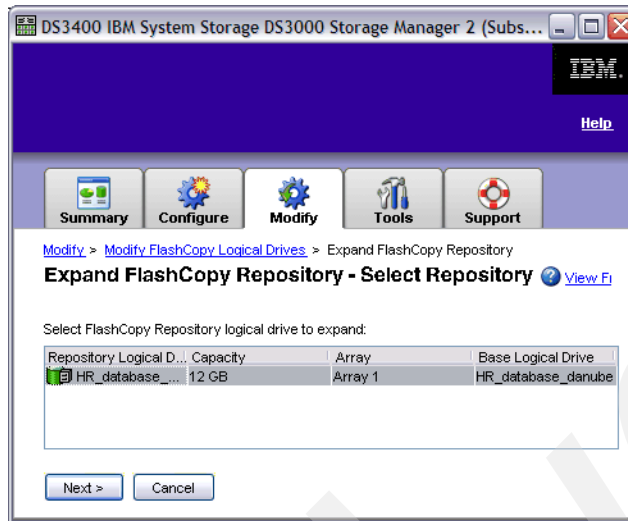 DS3400 IBM System Storage DS3000 Storage Manager 2 (Subs...
IBM.
Help
Summary Configure Modify Tools Support
Modify > Modify FlashCopy Logical Drives > Expand FlashCopy Repository
Expand FlashCopy Repository - Select Repository ? View
Select FlashCopy Repository logical drive to expand:
Repository Logical D... Capacity Array Base Logical Drive
HR_database_... 12 GB Array 1 HR_database_danube
Next > Cancel